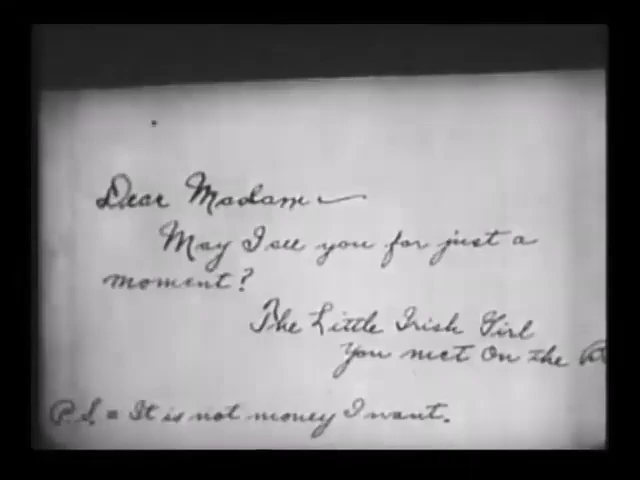 Dear Madam –
May I see you for just a
moment?
The Little Irish Girl
You met On the
P.S. = It is not money I want.